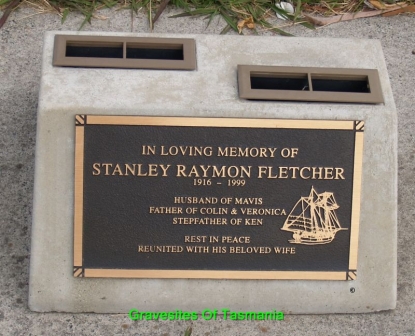 IN LOVING MEMORY OF
STANLEY RAYMON FLETCHER
1916 - 1999
HUSBAND OF MAVIS
FATHER OF COLIN & VERONICA
STEPFATHER OF KEN
REST IN PEACE
REUNITED WITH HIS BELOVED WIFE
Gravesites Of Tasmania